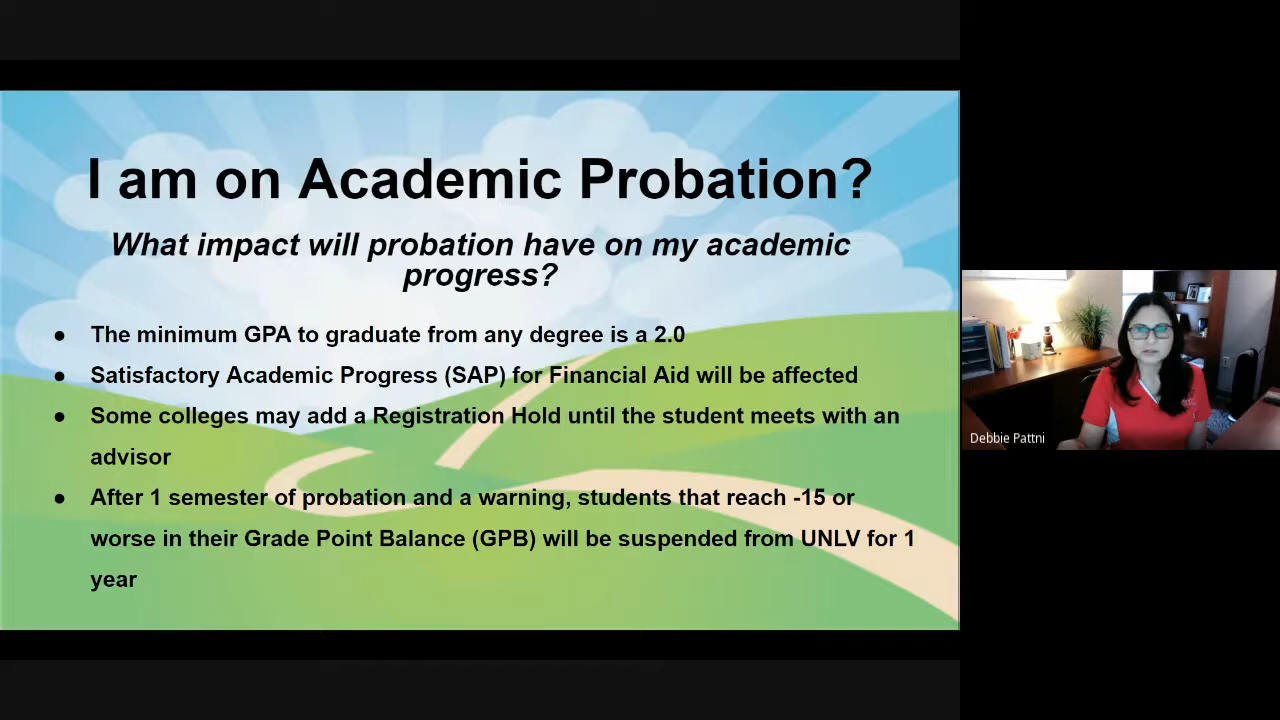 I am on Academic Probation?
What impact will probation have on my academic
progress?
● The minimum GPA to graduate from any degree is a 2.0
● Satisfactory Academic Progress (SAP) for Financial Aid will be affected
● Some colleges may add a Registration Hold until the student meets with an
advisor
● After 1 semester of probation and a warning, students that reach -15 or
worse in their Grade Point Balance (GPB) will be suspended from UNLV for 1
year
Debbie Pattni